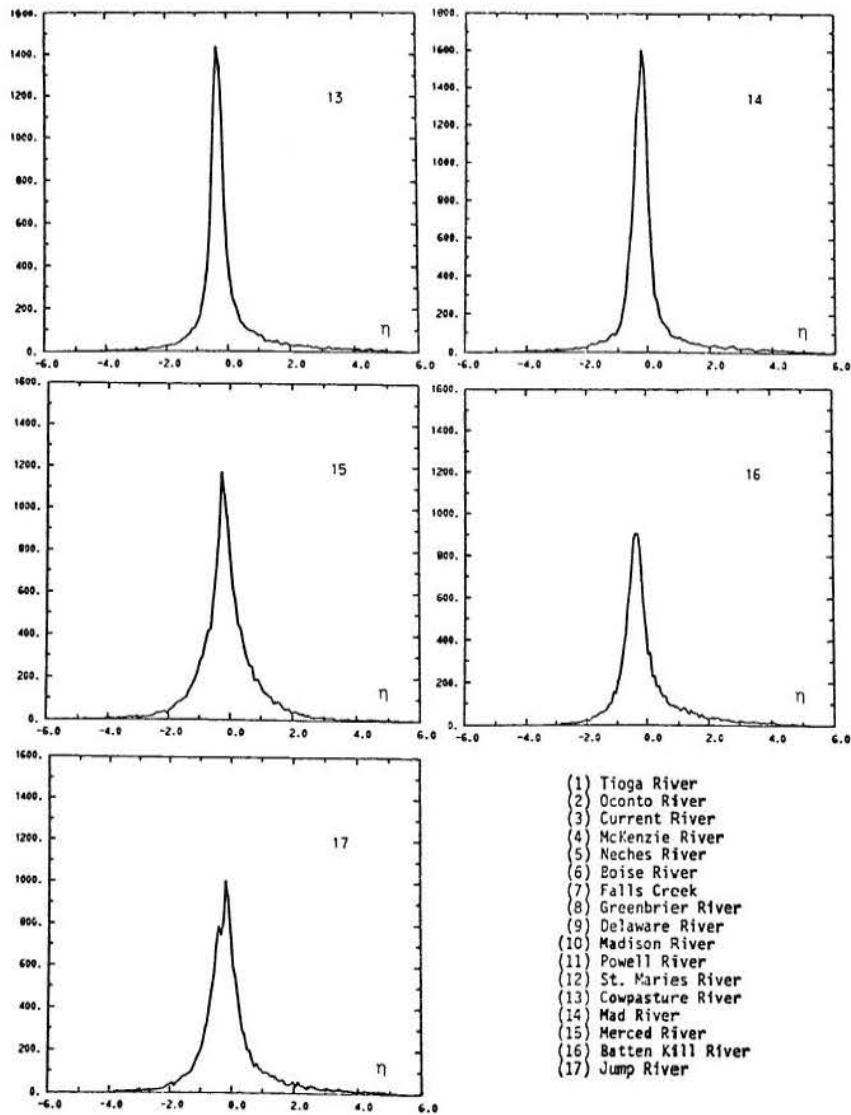 1400.
1200.
1000.
800.
600.
400.
200.
0.
-6.0 -4.0 -2.0 0.0 2.0 4.0 6.0
13
η
1800.
1600.
1400.
1200.
1000.
800.
600.
400.
200.
0.
-6.0 -4.0 -2.0 0.0 2.0 4.0 6.0
14
η
1600.
1400.
1200.
1000.
800.
600.
400.
200.
0.
-6.0 -4.0 -2.0 0.0 2.0 4.0 6.0
15
η
1600.
1400.
1200.
1000.
800.
600.
400.
200.
0.
-6.0 -4.0 -2.0 0.0 2.0 4.0 6.0
16
η
1600.
1400.
1200.
1000.
800.
600.
400.
200.
0.
-6.0 -4.0 -2.0 0.0 2.0 4.0 6.0
17
η
(1) Tioga River
(2) Oconto River
(3) Current River
(4) McKenzie River
(5) Neches River
(6) Boise River
(7) Falls Creek
(8) Greenbrier River
(9) Delaware River
(10) Madison River
(11) Powell River
(12) St. Maries River
(13) Cowpasture River
(14) Mad River
(15) Merced River
(16) Batten Kill River
(17) Jump River